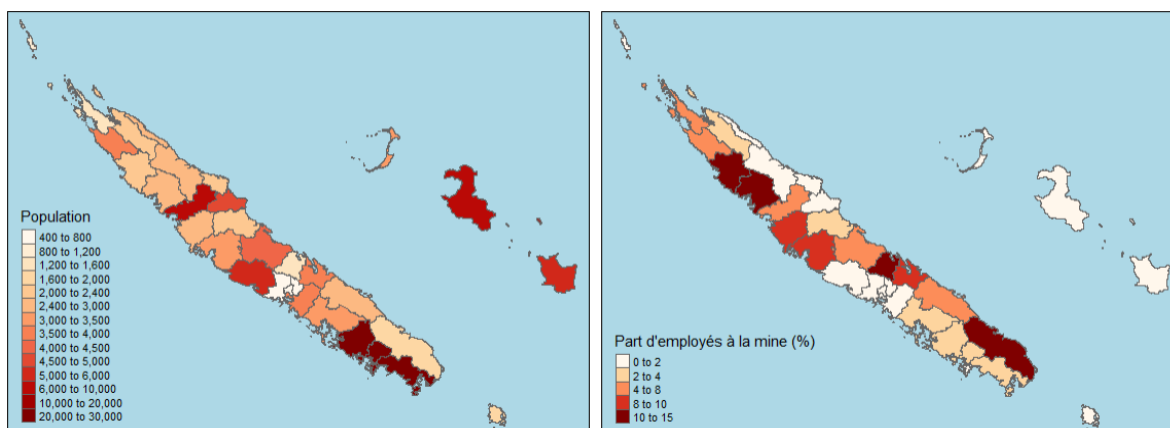 Population
400 to 800
800 to 1,200
1,200 to 1,600
1,600 to 2,000
2,000 to 2,400
2,400 to 3,000
3,000 to 3,500
3,500 to 4,000
4,000 to 4,500
4,500 to 5,000
5,000 to 6,000
6,000 to 10,000
10,000 to 20,000
20,000 to 30,000
Part d'employés à la mine (%)
0 to 2
2 to 4
4 to 8
8 to 10
10 to 15